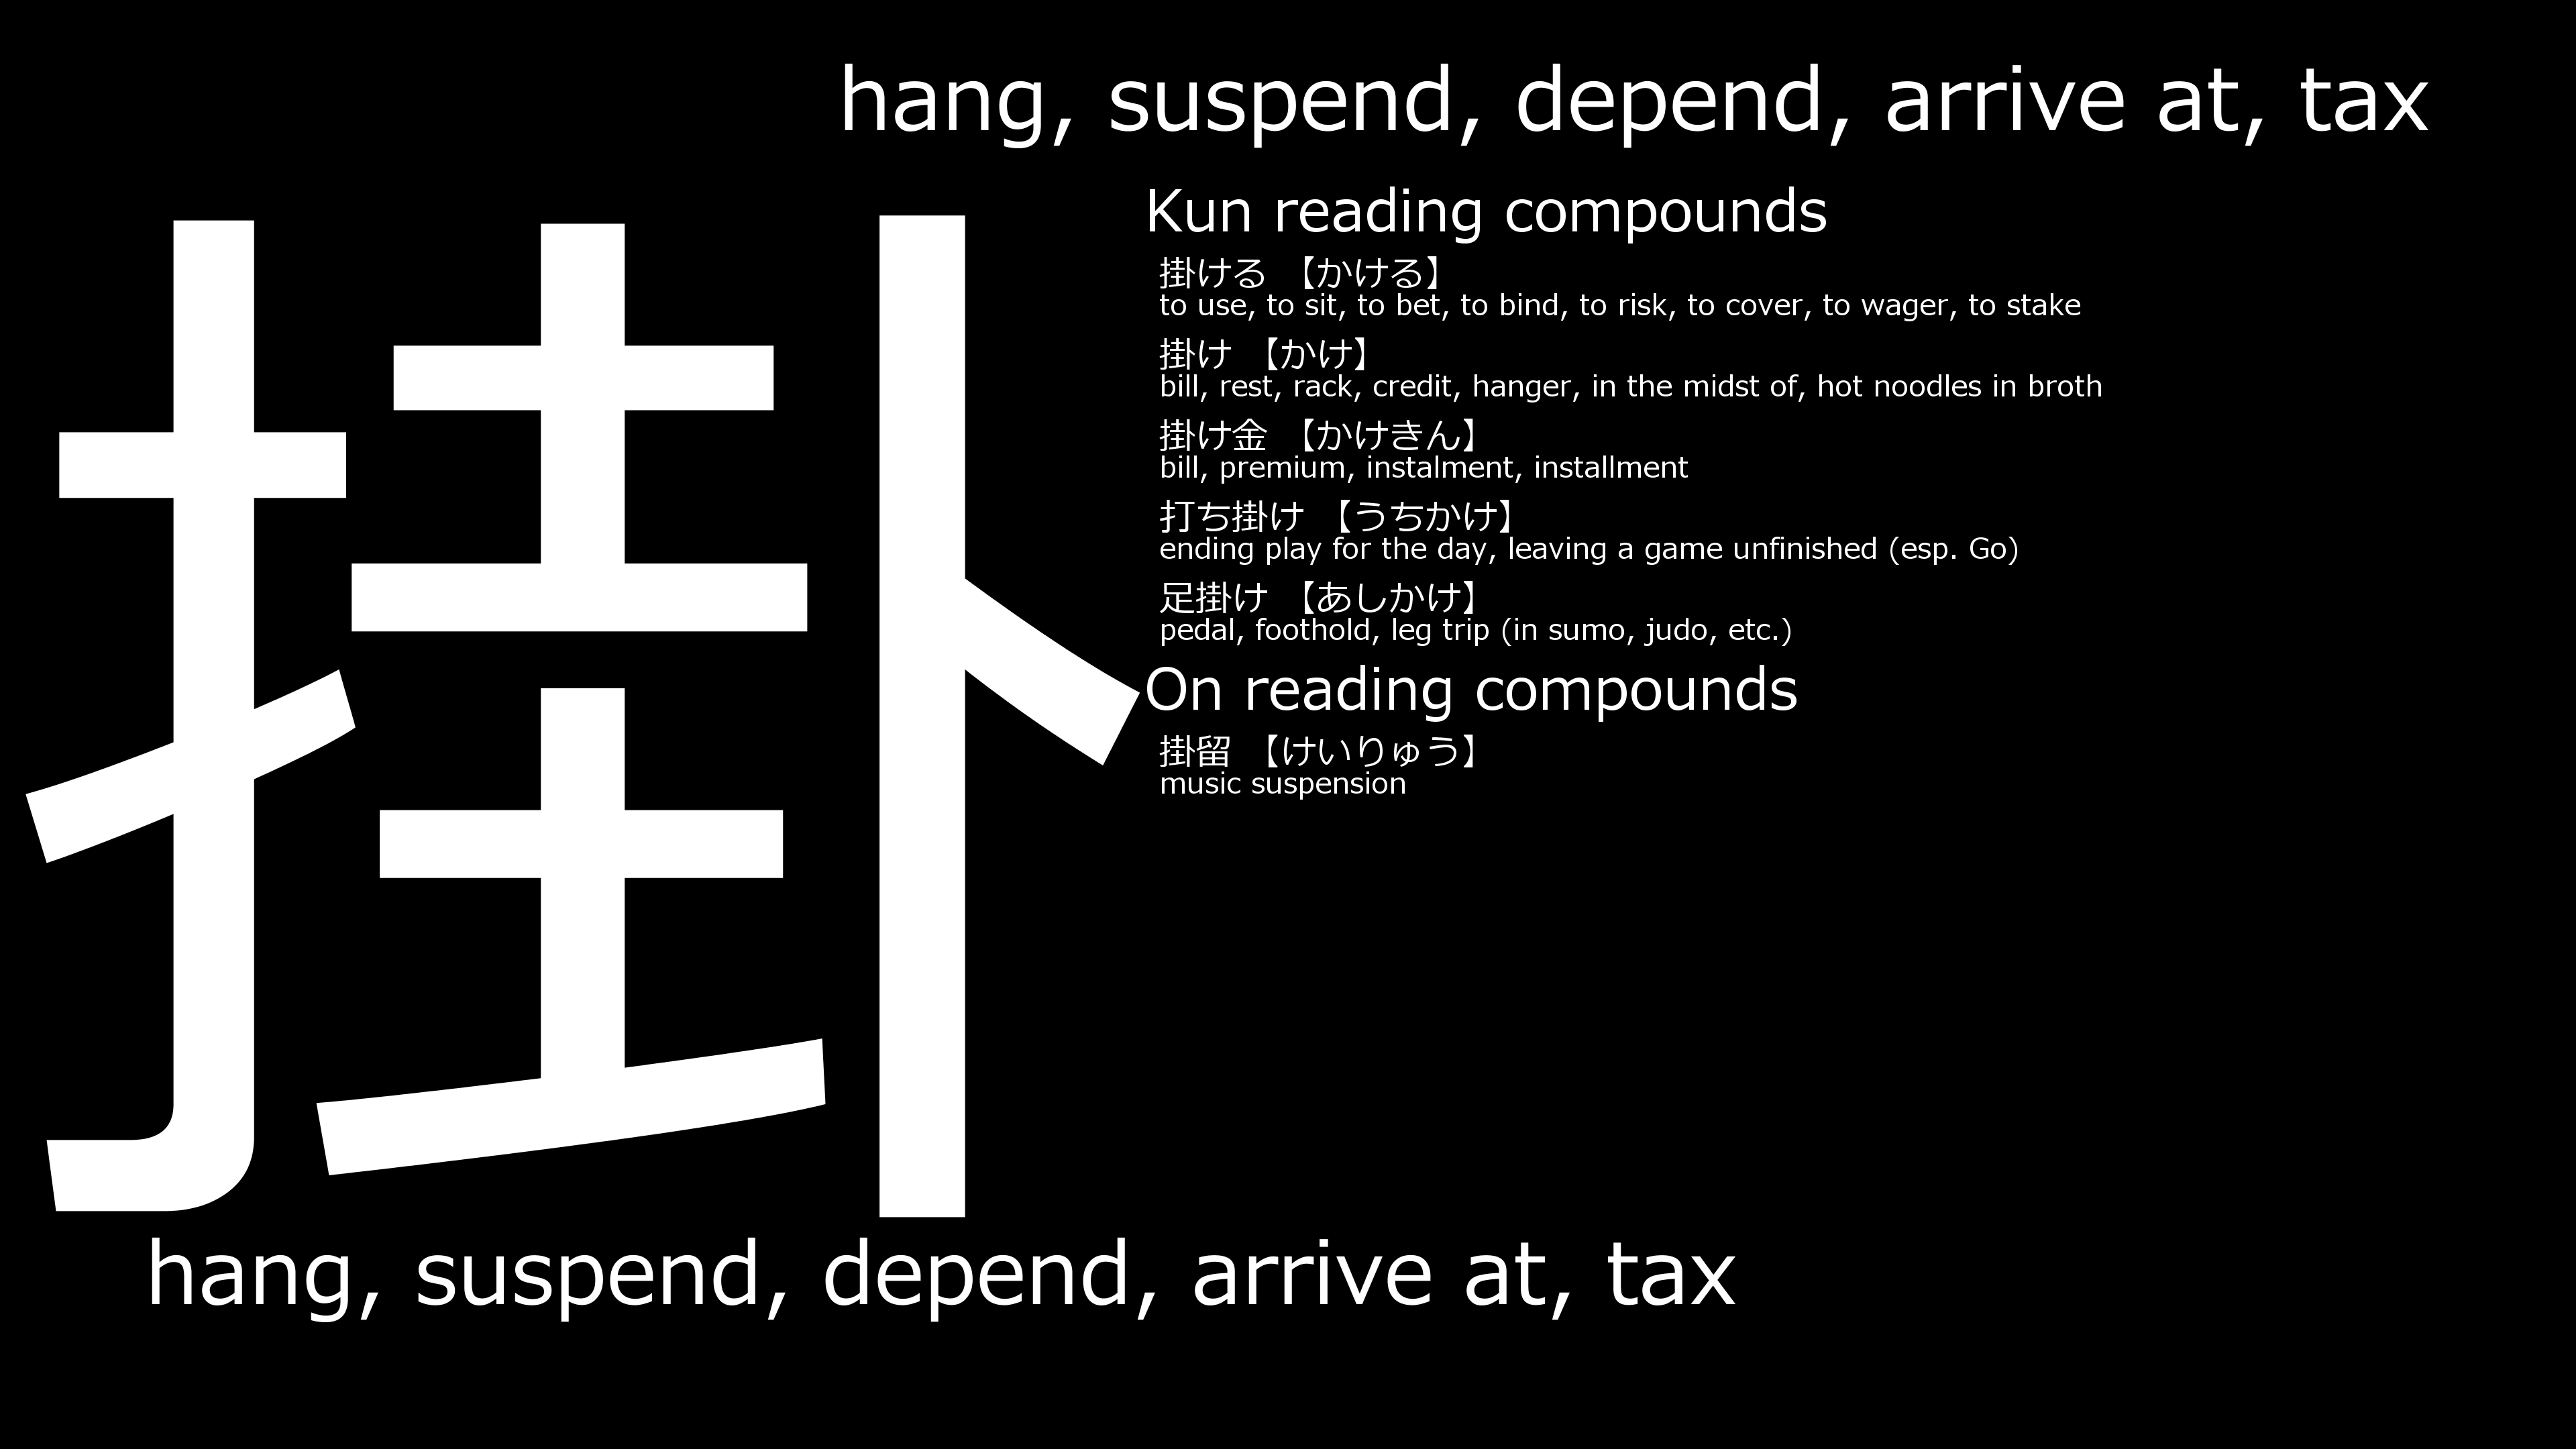 hang, suspend, depend, arrive at, tax
掛
Kun reading compounds
掛ける 【かける】
to use, to sit, to bet, to bind, to risk, to cover, to wager, to stake
掛け 【かけ】
bill, rest, rack, credit, hanger, in the midst of, hot noodles in broth
掛け金 【かけきん】
bill, premium, instalment, installment
打ち掛け 【うちかけ】
ending play for the day, leaving a game unfinished (esp. Go)
足掛け 【あしかけ】
pedal, foothold, leg trip (in sumo, judo, etc.)
On reading compounds
掛留 【けいりゅう】
music suspension
hang, suspend, depend, arrive at, tax